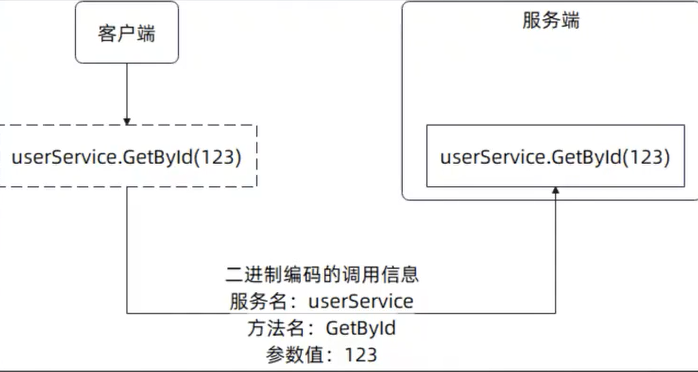 客户端
服务端
userService.GetById(123)
userService.GetById(123)
二进制编码的调用信息
服务名：userService
方法名：GetById
参数值：123